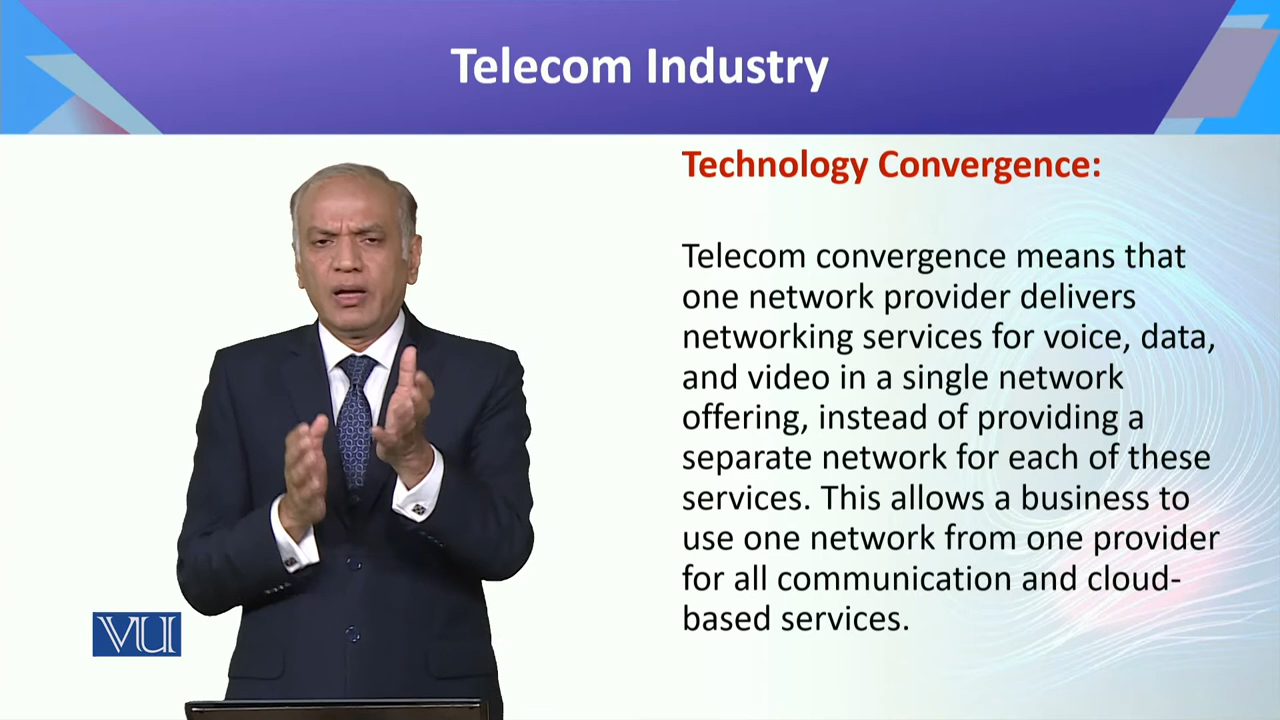 Telecom Industry
Technology Convergence:
Telecom convergence means that
one network provider delivers
networking services for voice, data,
and video in a single network
offering, instead of providing a
separate network for each of these
services. This allows a business to
use one network from one provider
for all communication and cloud-
based services.
VU